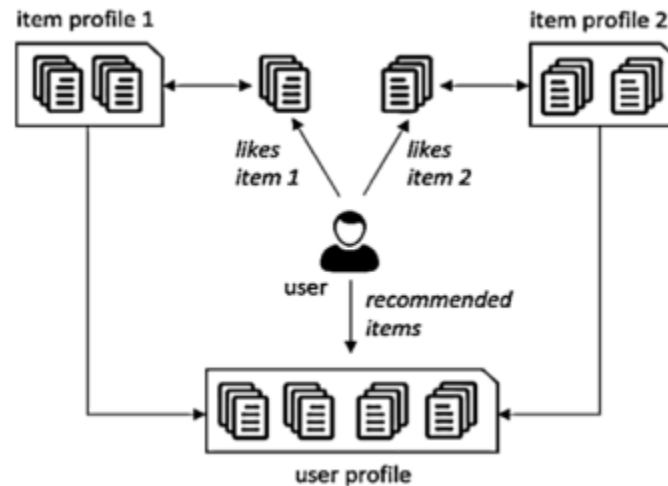 item profile 1
item profile 2
likes
item 1
likes
item 2
user
recommended
items
user profile